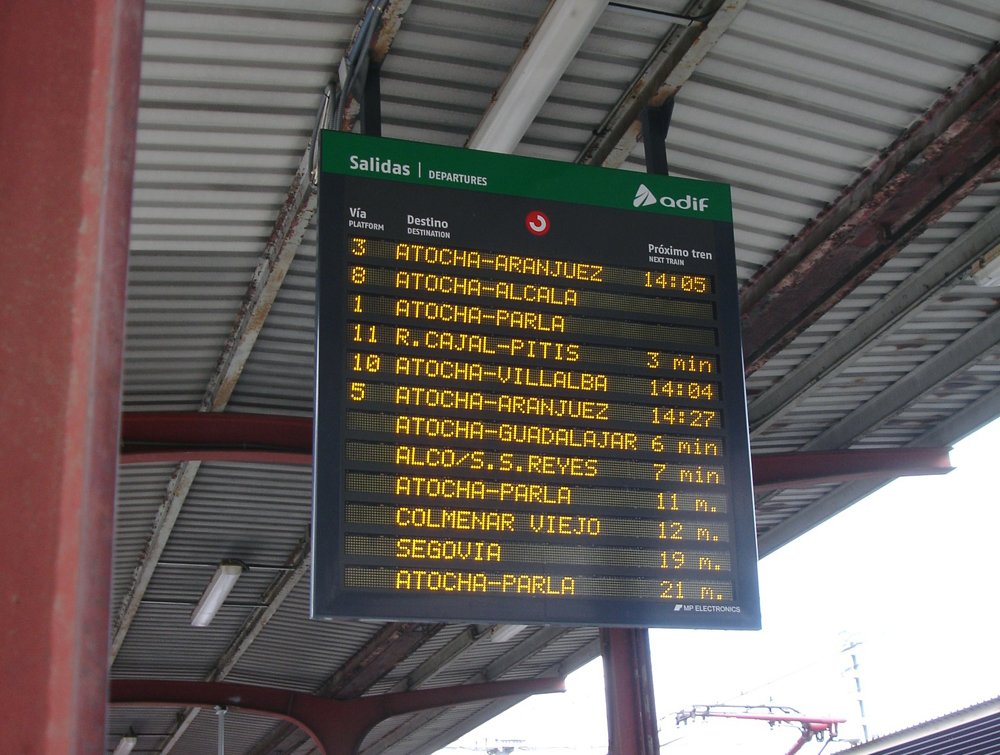 Salidas | DEPARTURES adif
Vía Destino Próximo tren
PLATFORM DESTINATION NEXT TRAIN
3 ATOCHA-ARANJUEZ 14:05
8 ATOCHA-ALCALA
1 ATOCHA-PARLA
11 R.CAJAL-PITIS 3 min
10 ATOCHA-VILLALBA 14:04
5 ATOCHA-ARANJUEZ 14:27
ATOCHA-GUADALAJAR 6 min
ALCO/S.S.REYES 7 min
ATOCHA-PARLA 11 m.
COLMENAR VIEJO 12 m.
SEGOVIA 19 m.
ATOCHA-PARLA 21 m.
MP ELECTRONICS